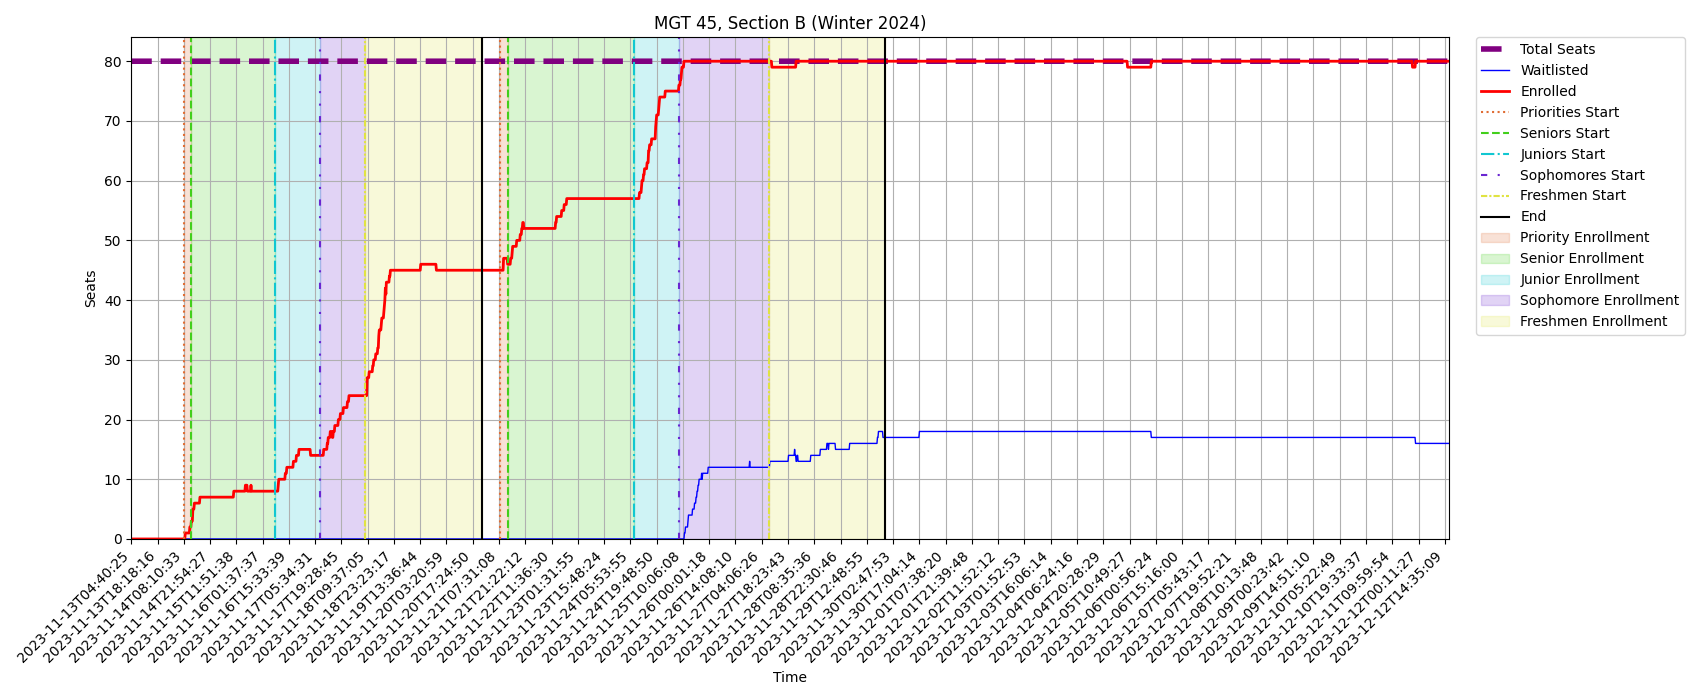 MGT 45, Section B (Winter 2024)
Seats
80
70
60
50
40
30
20
10
0
2023-11-13T04:40:25
2023-11-13T18:18:16
2023-11-14T08:10:33
2023-11-14T21:54:27
2023-11-15T11:51:38
2023-11-16T01:37:37
2023-11-16T15:33:39
2023-11-17T05:34:31
2023-11-17T19:28:45
2023-11-18T09:37:05
2023-11-18T23:23:17
2023-11-19T13:36:44
2023-11-20T03:20:59
2023-11-20T17:24:50
2023-11-21T07:31:08
2023-11-21T21:22:12
2023-11-22T11:36:30
2023-11-23T01:31:55
2023-11-23T15:48:24
2023-11-24T05:53:55
2023-11-24T19:48:50
2023-11-25T10:06:08
2023-11-26T00:01:18
2023-11-26T14:08:10
2023-11-27T04:06:26
2023-11-27T18:23:43
2023-11-28T08:35:36
2023-11-28T22:30:46
2023-11-29T12:48:55
2023-11-30T02:47:53
2023-11-30T17:04:14
2023-12-01T07:38:20
2023-12-01T21:39:48
2023-12-02T11:52:12
2023-12-03T01:52:53
2023-12-03T16:06:14
2023-12-04T06:24:16
2023-12-04T20:28:29
2023-12-05T10:49:27
2023-12-06T00:56:24
2023-12-06T15:16:00
2023-12-07T05:43:17
2023-12-07T19:52:21
2023-12-08T10:13:48
2023-12-09T00:23:42
2023-12-09T14:51:10
2023-12-10T05:22:49
2023-12-10T19:33:37
2023-12-11T09:59:54
2023-12-12T00:11:27
2023-12-12T14:35:09
Time
Total Seats
Waitlisted
Enrolled
Priorities Start
Seniors Start
Juniors Start
Sophomores Start
Freshmen Start
End
Priority Enrollment
Senior Enrollment
Junior Enrollment
Sophomore Enrollment
Freshmen Enrollment